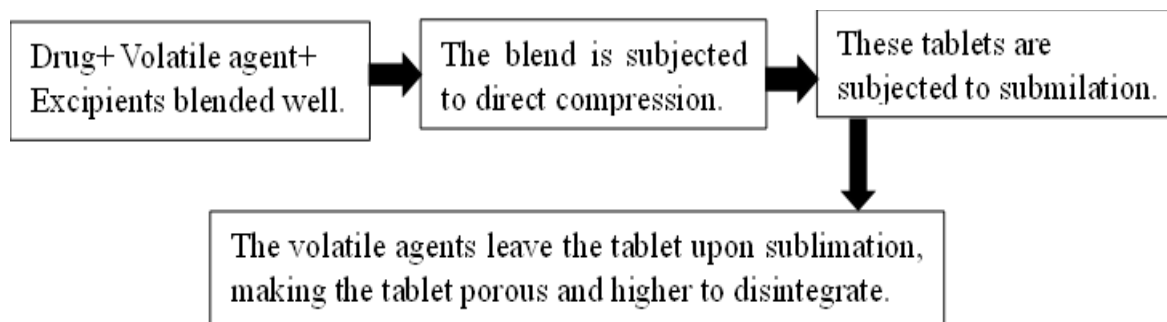 Drug+ Volatile agent+
Excipients blended well.
The blend is subjected
to direct compression.
These tablets are
subjected to submilation.
The volatile agents leave the tablet upon sublimation,
making the tablet porous and higher to disintegrate.